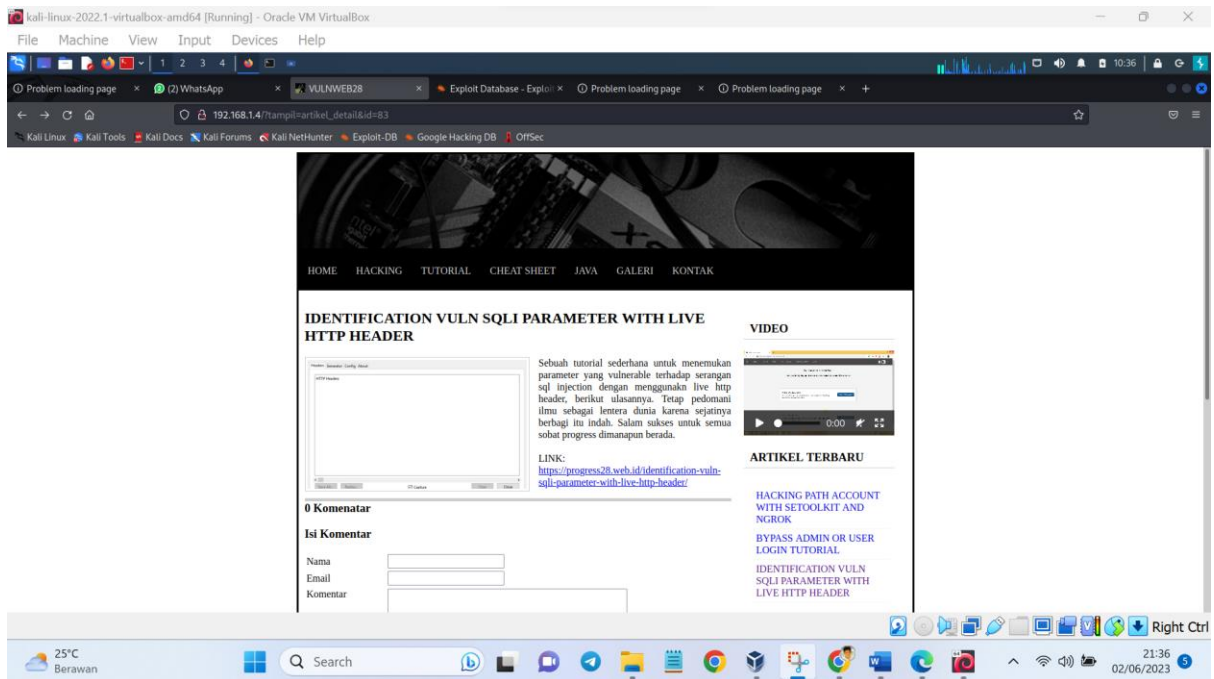 kali-linux-2022.1-virtualbox-amd64 [Running] - Oracle VM VirtualBox
File Machine View Input Devices Help
1 2 3 4 10:36
Problem loading page × (2) WhatsApp × VULNWEB28 × Exploit Database - Exploi × Problem loading page × Problem loading page × +
192.168.1.4/?tampil=artikel_detail&id=83
Kali Linux Kali Tools Kali Docs Kali Forums Kali NetHunter Exploit-DB Google Hacking DB OffSec
HOME HACKING TUTORIAL CHEAT SHEET JAVA GALERI KONTAK
IDENTIFICATION VULN SQLI PARAMETER WITH LIVE
HTTP HEADER
Sebuah tutorial sederhana untuk menemukan
parameter yang vulnerable terhadap serangan
sql injection dengan menggunakn live http
header, berikut ulasannya. Tetap pedomani
ilmu sebagai lentera dunia karena sejatinya
berbagi itu indah. Salam sukses untuk semua
sobat progress dimanapun berada.
LINK:
https://progress28.web.id/identification-vuln-
sqli-parameter-with-live-http-header/
0 Komenatar
Isi Komentar
Nama
Email
Komentar
VIDEO
0:00
ARTIKEL TERBARU
HACKING PATH ACCOUNT
WITH SETOOLKIT AND
NGROK
BYPASS ADMIN OR USER
LOGIN TUTORIAL
IDENTIFICATION VULN
SQLI PARAMETER WITH
LIVE HTTP HEADER
Right Ctrl
25°C
Berawan
Search
21:36
02/06/2023
5